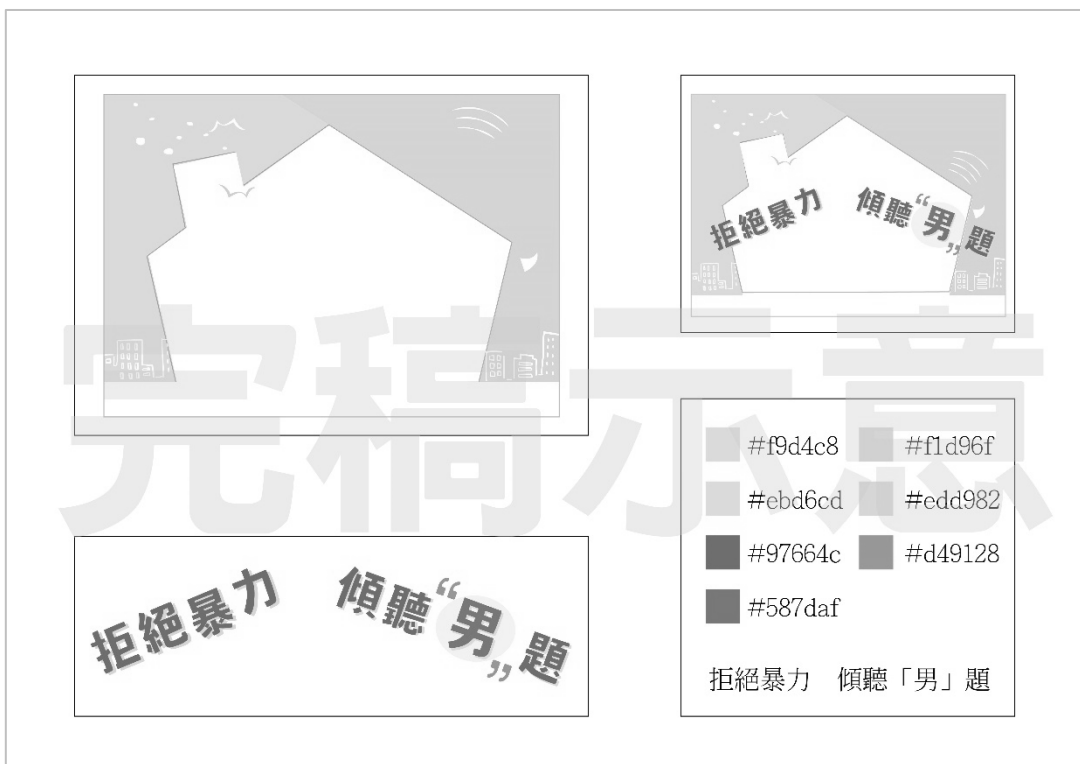 拒絕暴力 傾聽“男”題
完稿示意
#f9d4c8 #f1d96f
#ebd6cd #edd982
#97664c #d49128
#587daf
拒絕暴力 傾聽「男」題
拒絕暴力 傾聽“男”題